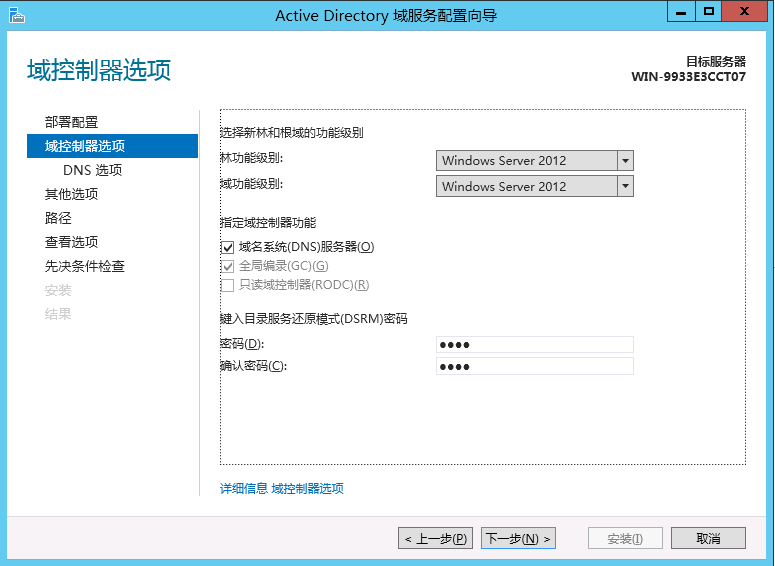 Active Directory 域服务配置向导
域控制器选项
目标服务器
WIN-9933E3CCT07
部署配置
域控制器选项
DNS 选项
其他选项
路径
查看选项
先决条件检查
安装
结果
选择新林和根域的功能级别
林功能级别: Windows Server 2012
域功能级别: Windows Server 2012
指定域控制器功能
域名系统(DNS)服务器(O)
全局编录(GC)(G)
只读域控制器(RODC)(R)
键入目录服务还原模式(DSRM)密码
密码(D): ●●●●
确认密码(C): ●●●●
详细信息 域控制器选项
< 上一步(P) 下一步(N) > 安装(I) 取消